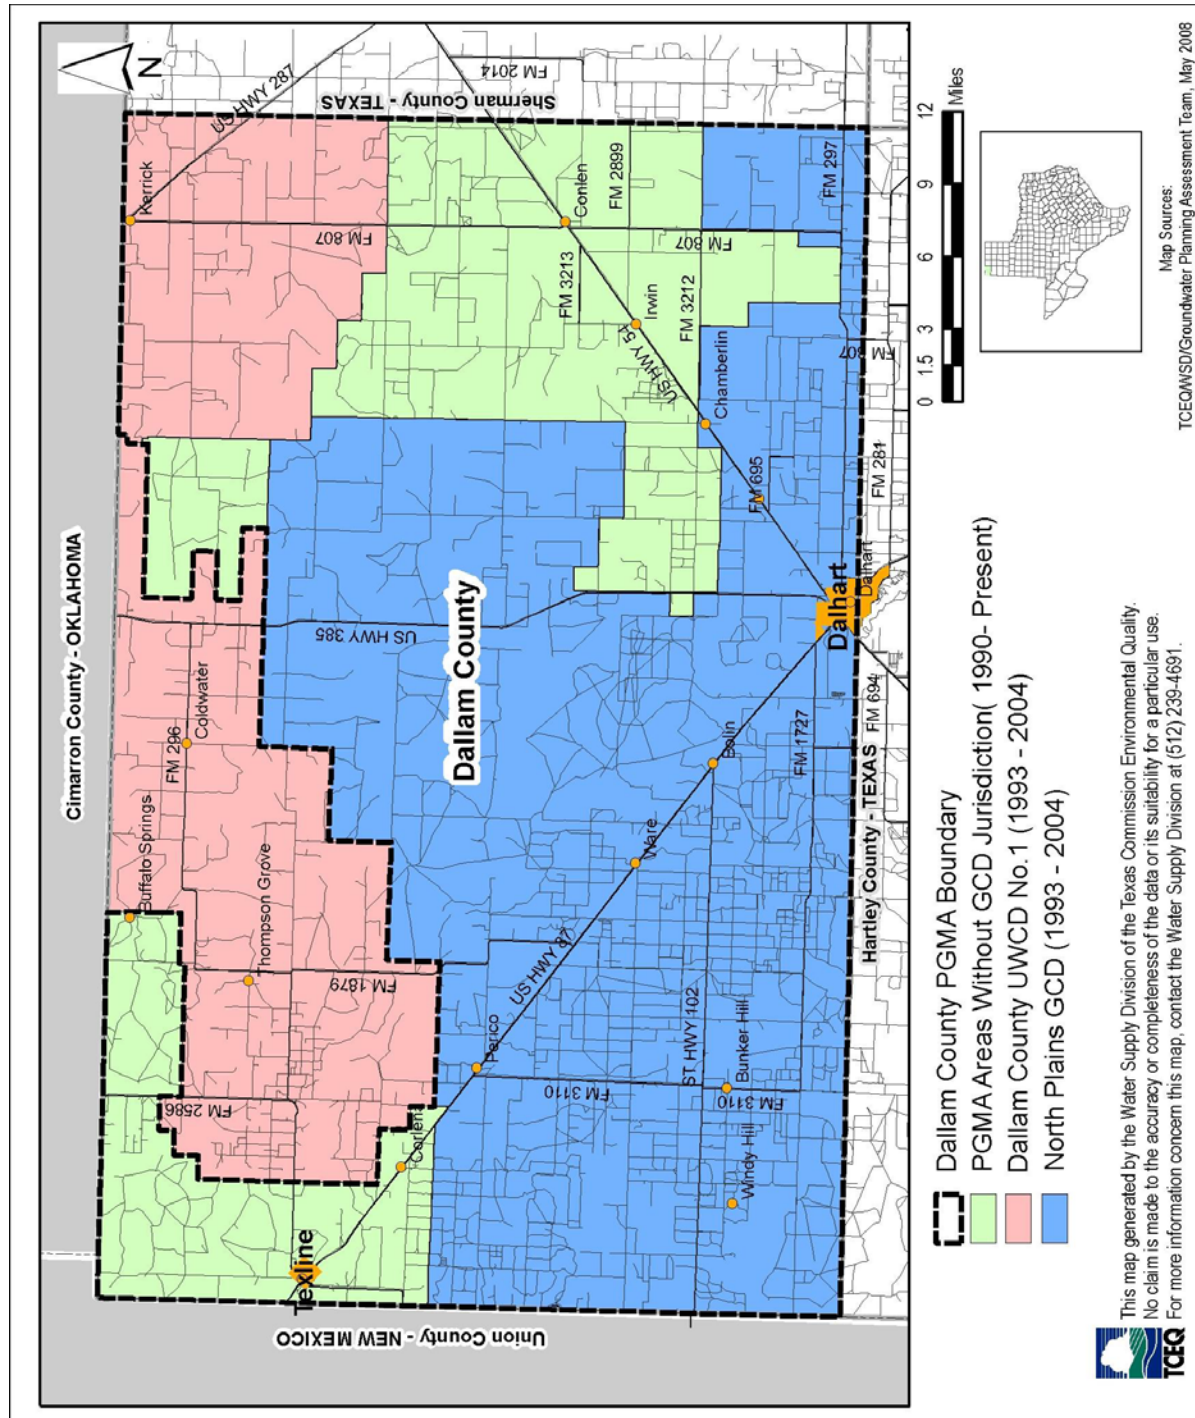 Cimarron County - OKLAHOMA
N
Kerrick
US HWY 287
Buffalo Springs
FM 296
Coldwater
Thompson Grove
FM 2586
FM 1879
US HWY 385
FM 807
Sherman County - TEXAS
FM 2014
Texline
Corlena
Union County - NEW MEXICO
Dallam County
Perico
US HWY 87
Conlen
FM 3213
FM 2899
Irwin
US HWY 54
Ware
FM 3110
ST HWY 102
Bolin
Chamberlin
FM 3212
FM 807
Bunker Hill
FM 3110
Windy Hill
FM 695
FM 1727
FM 297
Dalhart
Dalhart
FM 807
Hartley County - TEXAS
FM 694
FM 281
Dallam County PGMA Boundary
PGMA Areas Without GCD Jurisdiction( 1990- Present)
Dallam County UWCD No.1 (1993 - 2004)
North Plains GCD (1993 - 2004)
0 1.5 3 6 9 12
Miles
TCEQ
This map generated by the Water Supply Division of the Texas Commission Environmental Quality.
No claim is made to the accuracy or completeness of the data or its suitability for a particular use.
For more information concern this map, contact the Water Supply Division at (512) 239-4691.
Map Sources:
TCEQ/WSD/Groundwater Planning Assessment Team, May 2008